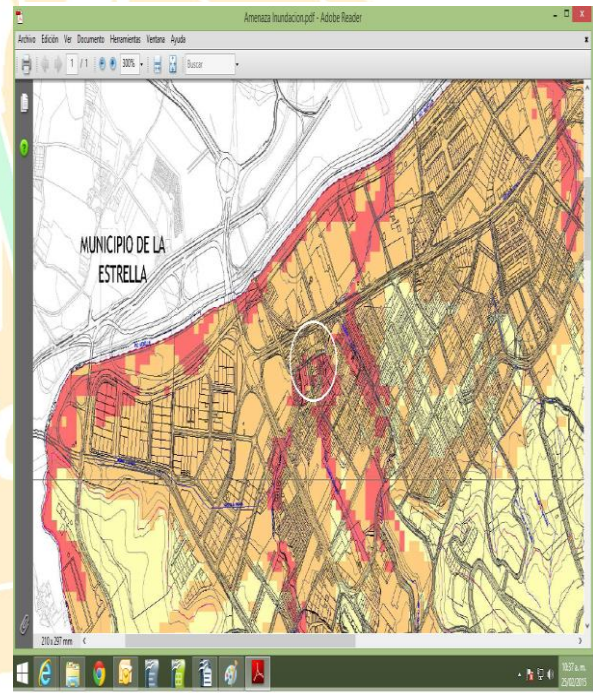 Amenaza Inundacion.pdf - Adobe Reader
Archivo Edición Ver Documento Herramientas Ventana Ayuda
1 / 1 300% Buscar
MUNICIPIO DE LA
ESTRELLA
210 x 297 mm
10:37 a. m.
25/02/2015